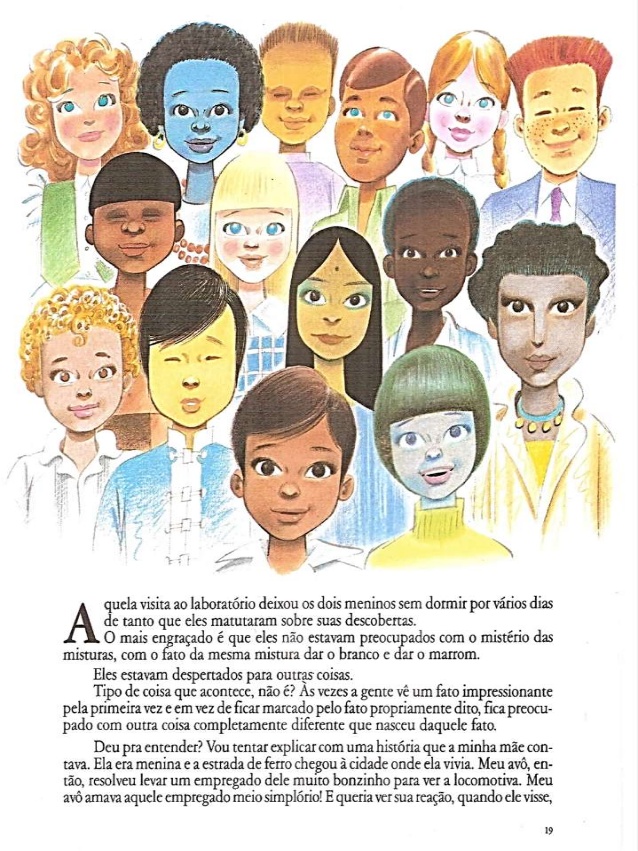 Aquela visita ao laboratório deixou os dois meninos sem dormir por vários dias
de tanto que eles matutaram sobre suas descobertas.
O mais engraçado é que eles não estavam preocupados com o mistério das
misturas, com o fato da mesma mistura dar o branco e dar o marrom.
Eles estavam despertados para outras coisas.
Tipo de coisa que acontece, não é? Às vezes a gente vê um fato impressionante
pela primeira vez e em vez de ficar marcado pelo fato propriamente dito, fica preocu-
pado com outra coisa completamente diferente que nasceu daquele fato.
Deu pra entender? Vou tentar explicar com uma história que a minha mãe con-
tava. Ela era menina e a estrada de ferro chegou à cidade onde ela vivia. Meu avô, en-
tão, resolveu levar um empregado dele muito bonzinho para ver a locomotiva. Meu
avô amava aquele empregado meio simplório! E queria ver sua reação, quando ele visse,
19